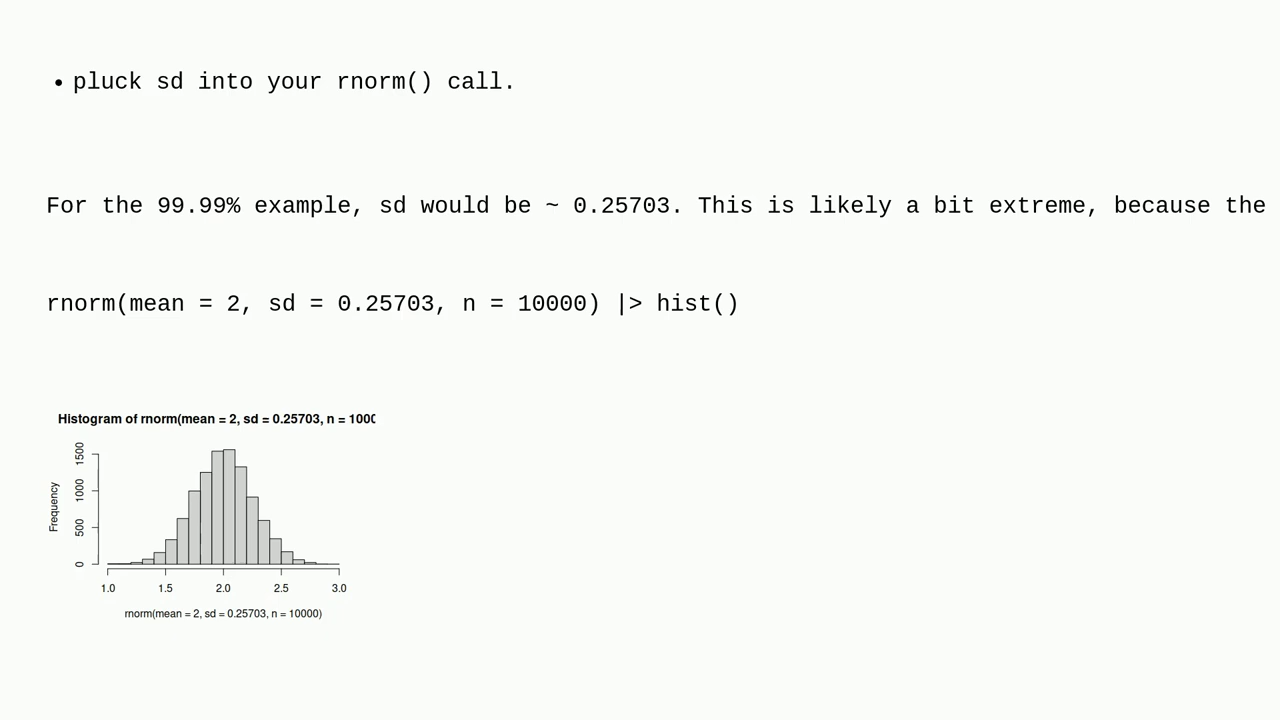 • pluck sd into your rnorm() call.
For the 99.99% example, sd would be ~ 0.25703. This is likely a bit extreme, because the
rnorm(mean = 2, sd = 0.25703, n = 10000) |> hist()
Histogram of rnorm(mean = 2, sd = 0.25703, n = 1000
Frequency
1500
1000
500
0
1.0 1.5 2.0 2.5 3.0
rnorm(mean = 2, sd = 0.25703, n = 10000)